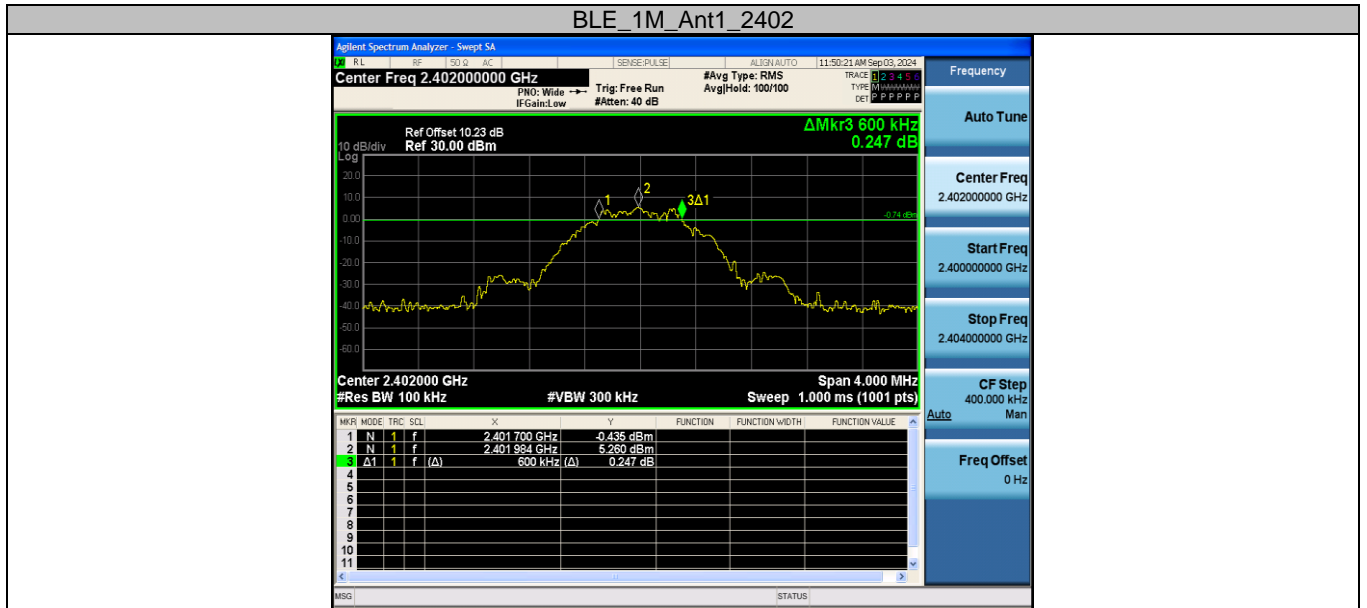 BLE_1M_Ant1_2402
Agilent Spectrum Analyzer - Swept SA
RL RF 50 Ω AC SENSE:PULSE ALIGN AUTO 11:50:21 AM Sep 03, 2024
Center Freq 2.402000000 GHz
PNO: Wide
IFGain:Low
Trig: Free Run
#Atten: 40 dB
#Avg Type: RMS
Avg|Hold: 100/100
TRACE 1 2 3 4 5 6
TYPE M
DET P P P P P P
Ref Offset 10.23 dB
10 dB/div Ref 30.00 dBm
Log
ΔMkr3 600 kHz
0.247 dB
20.0
10.0
0.00
-10.0
-20.0
-30.0
-40.0
-50.0
-60.0
1
2
3Δ1
-0.74 dBm
Center 2.402000 GHz Span 4.000 MHz
#Res BW 100 kHz #VBW 300 kHz Sweep 1.000 ms (1001 pts)
MKR MODE TRC SCL X Y FUNCTION FUNCTION WIDTH FUNCTION VALUE
1 N 1 f 2.401 700 GHz -0.435 dBm
2 N 1 f 2.401 984 GHz 5.260 dBm
3 Δ1 1 f (Δ) 600 kHz (Δ) 0.247 dB
4
5
6
7
8
9
10
11
MSG STATUS
Frequency
Auto Tune
Center Freq
2.402000000 GHz
Start Freq
2.400000000 GHz
Stop Freq
2.404000000 GHz
CF Step
400.000 kHz
Auto Man
Freq Offset
0 Hz